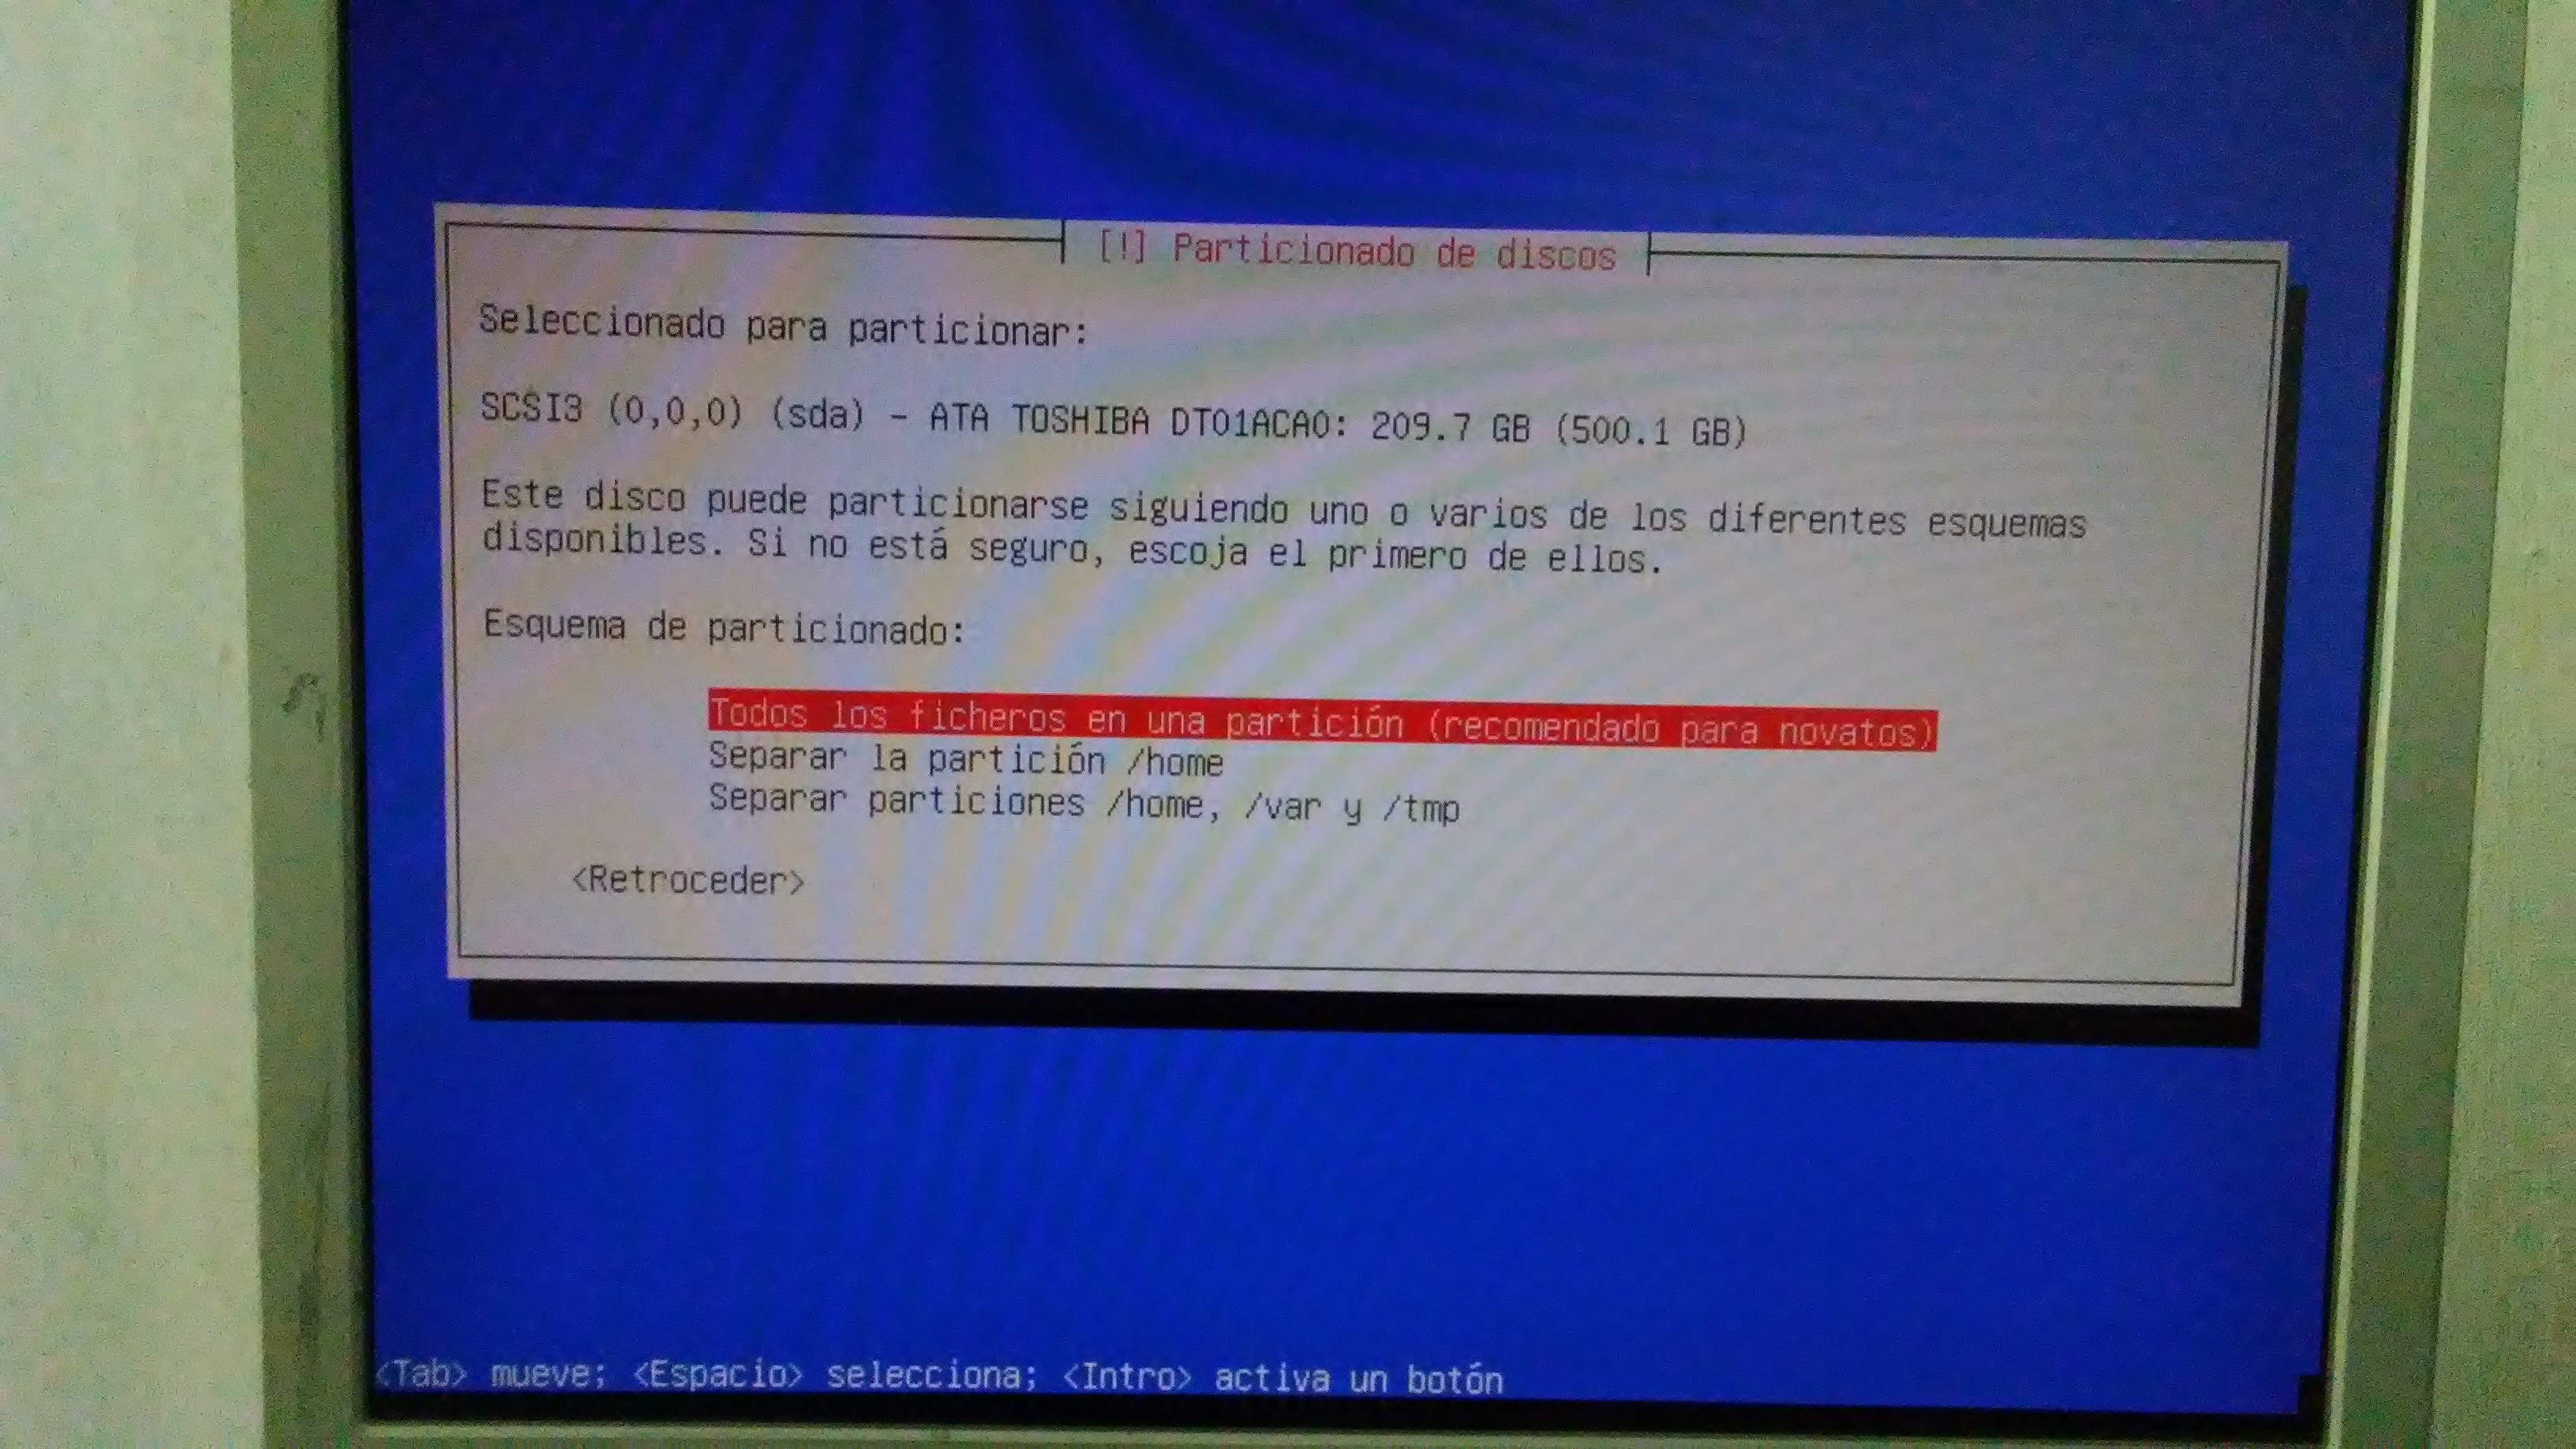 [!] Particionado de discos
Seleccionado para particionar:
SCSI3 (0,0,0) (sda) - ATA TOSHIBA DT01ACA0: 209.7 GB (500.1 GB)
Este disco puede particionarse siguiendo uno o varios de los diferentes esquemas
disponibles. Si no está seguro, escoja el primero de ellos.
Esquema de particionado:
Todos los ficheros en una partición (recomendado para novatos)
Separar la partición /home
Separar particiones /home, /var y /tmp
<Retroceder>
<Tab> mueve; <Espacio> selecciona; <Intro> activa un botón